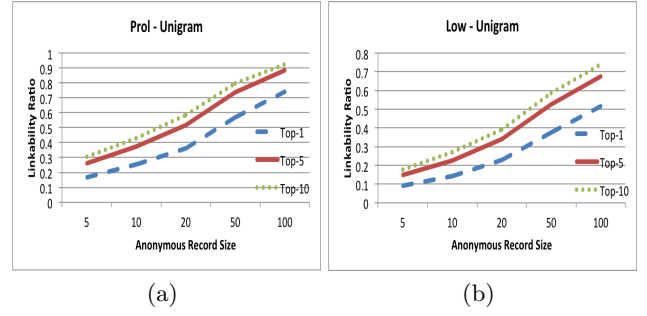 Prol - Unigram
Linkability Ratio
1
0.9
0.8
0.7
0.6
0.5
0.4
0.3
0.2
0.1
0
Top-1
Top-5
Top-10
5 10 20 50 100
Anonymous Record Size
(a)
Low - Unigram
Linkability Ratio
0.8
0.7
0.6
0.5
0.4
0.3
0.2
0.1
0
Top-1
Top-5
Top-10
5 10 20 50 100
Anonymous Record Size
(b)